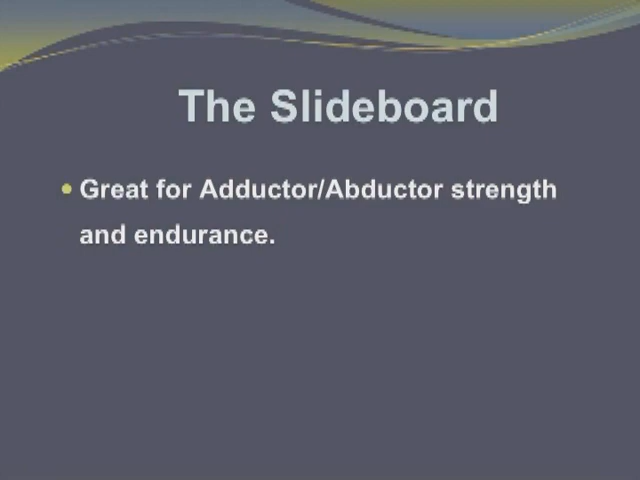 The Slideboard
• Great for Adductor/Abductor strength
and endurance.